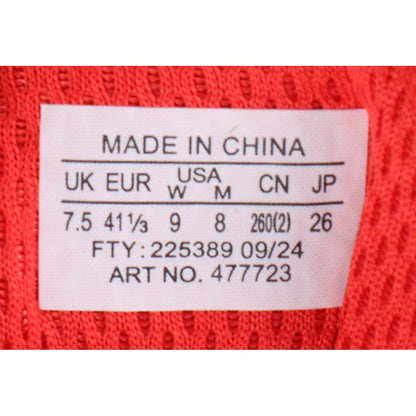 MADE IN CHINA
UK EUR USA W M CN JP
7.5 41⅓ 9 8 260(2) 26
FTY: 225389 09/24
ART NO. 477723